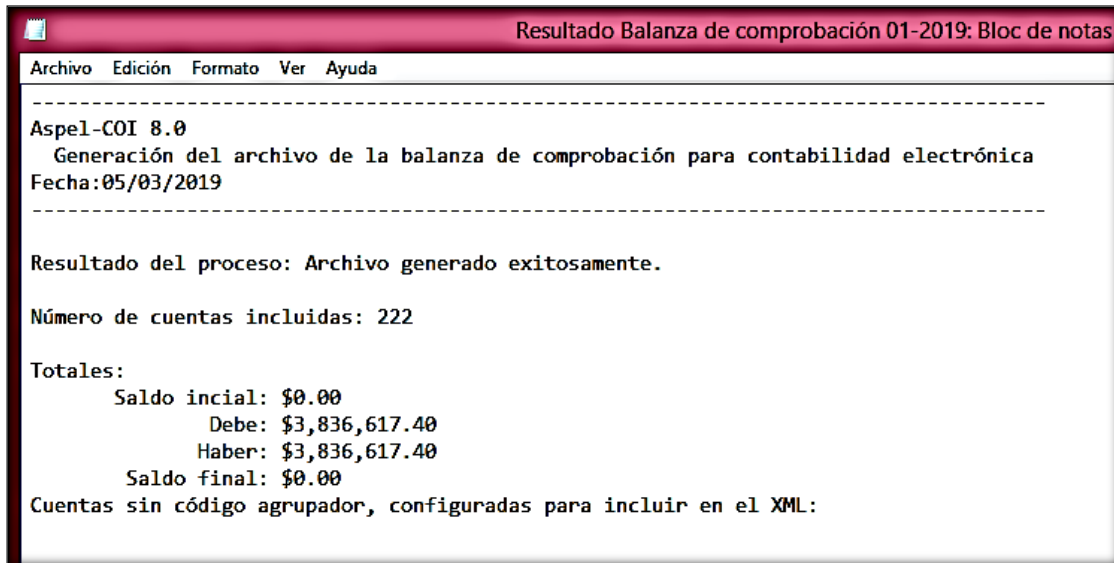 Resultado Balanza de comprobación 01-2019: Bloc de notas
Archivo Edición Formato Ver Ayuda
--------------------------------------------------------------------------------------
Aspel-COI 8.0
Generación del archivo de la balanza de comprobación para contabilidad electrónica
Fecha:05/03/2019
--------------------------------------------------------------------------------------
Resultado del proceso: Archivo generado exitosamente.
Número de cuentas incluidas: 222
Totales:
Saldo incial: $0.00
Debe: $3,836,617.40
Haber: $3,836,617.40
Saldo final: $0.00
Cuentas sin código agrupador, configuradas para incluir en el XML: